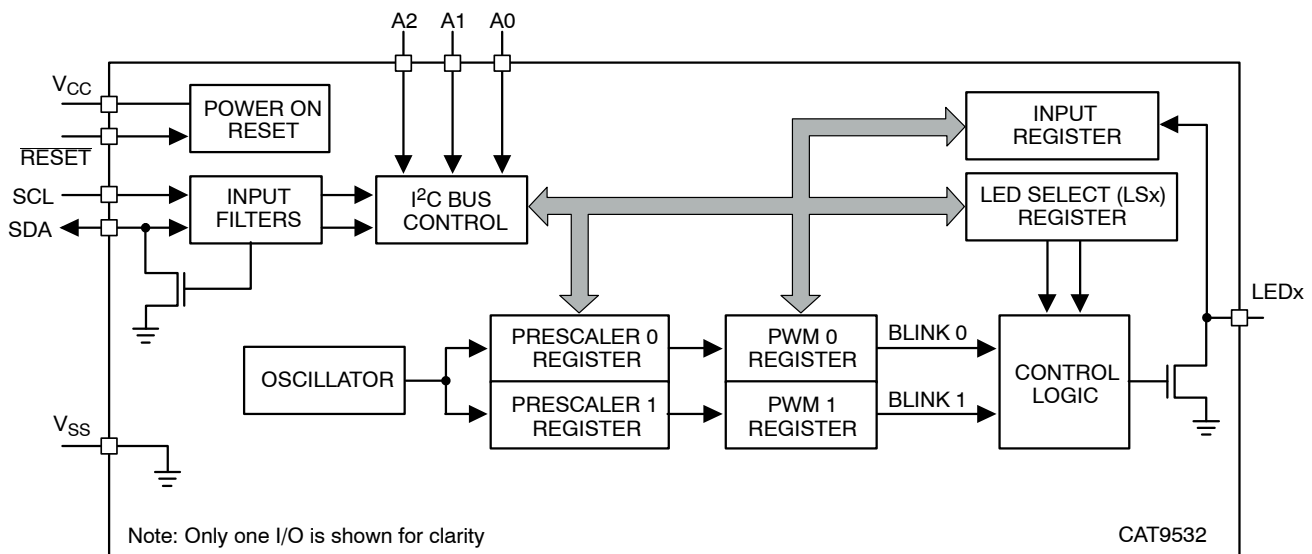 A2 A1 A0
VCC
POWER ON
RESET
RESET
INPUT
REGISTER
SCL
SDA
INPUT
FILTERS
I2C BUS
CONTROL
LED SELECT (LSx)
REGISTER
LEDx
OSCILLATOR
PRESCALER 0
REGISTER
PRESCALER 1
REGISTER
PWM 0
REGISTER
PWM 1
REGISTER
BLINK 0
BLINK 1
CONTROL
LOGIC
VSS
Note: Only one I/O is shown for clarity
CAT9532